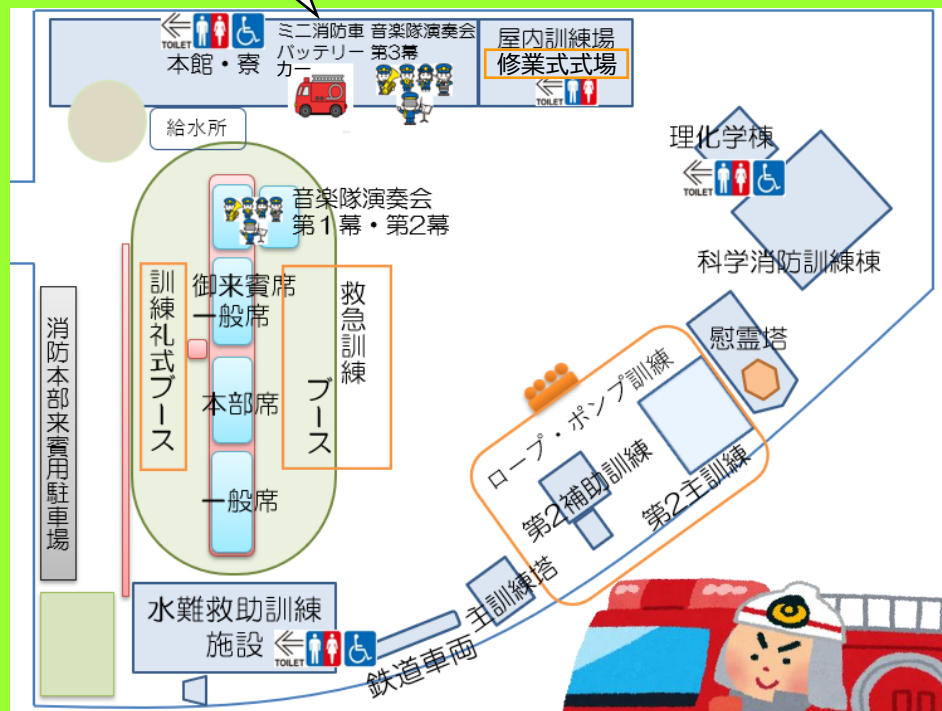 TOILET
本館・寮
ミニ消防車
バッテリー
カー
音楽隊演奏会
第3幕
屋内訓練場
修業式式場
TOILET
給水所
理化学棟
TOILET
科学消防訓練棟
音楽隊演奏会
第1幕・第2幕
訓練礼式ブース
御来賓席
一般席
救急訓練
ブース
消防本部来賓用駐車場
本部席
一般席
慰霊塔
ロープ・ポンプ訓練
第2補助訓練
第2主訓練
主訓練塔
水難救助訓練
施設
TOILET
鉄道車両